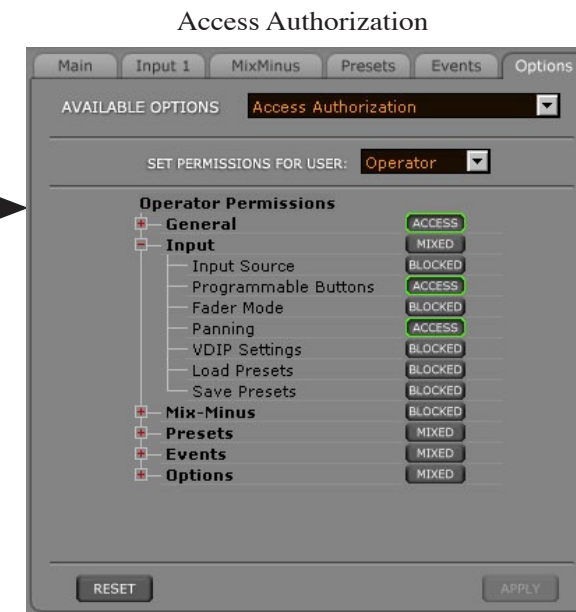 Access Authorization
Main Input 1 MixMinus Presets Events Options
AVAILABLE OPTIONS Access Authorization
SET PERMISSIONS FOR USER: Operator
Operator Permissions
General ACCESS
Input MIXED
Input Source BLOCKED
Programmable Buttons ACCESS
Fader Mode BLOCKED
Panning ACCESS
VDIP Settings BLOCKED
Load Presets BLOCKED
Save Presets BLOCKED
Mix-Minus BLOCKED
Presets MIXED
Events MIXED
Options MIXED
RESET APPLY